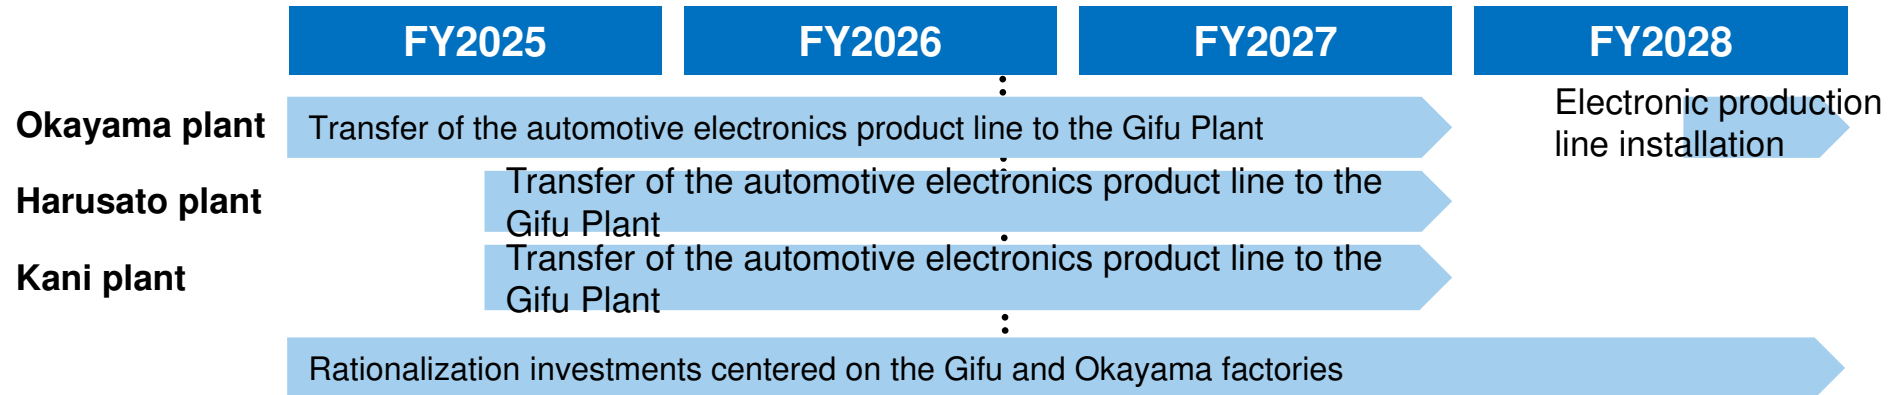 FY2025 FY2026 FY2027 FY2028
Okayama plant
Transfer of the automotive electronics product line to the Gifu Plant
Electronic production
line installation
Harusato plant
Transfer of the automotive electronics product line to the
Gifu Plant
Kani plant
Transfer of the automotive electronics product line to the
Gifu Plant
Rationalization investments centered on the Gifu and Okayama factories